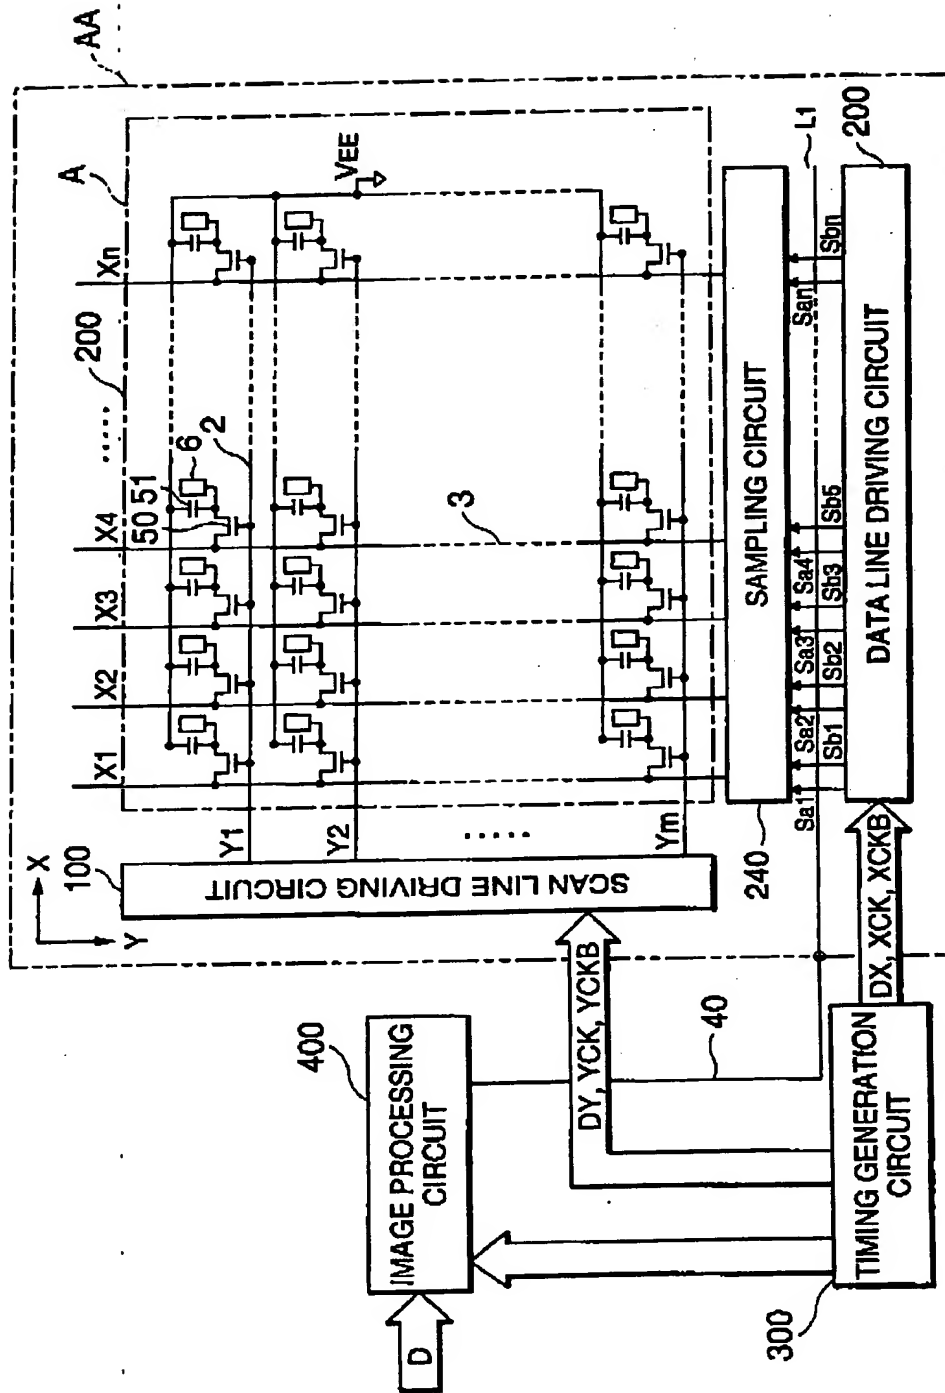 AA
A
X1
X2
X3
X4
.....
200
Xn
50
51
6
2
3
VEE
X
Y
100
SCAN LINE DRIVING CIRCUIT
Y1
Y2
.....
Ym
SAMPLING CIRCUIT
240
Sa1
Sb1
Sa2
Sb2
Sa3
Sb3
Sa4
Sb5
San
Sbn
L1
200
DATA LINE DRIVING CIRCUIT
DX, XCK, XCKB
DY, YCK, YCKB
40
400
IMAGE PROCESSING
CIRCUIT
D
TIMING GENERATION
CIRCUIT
300